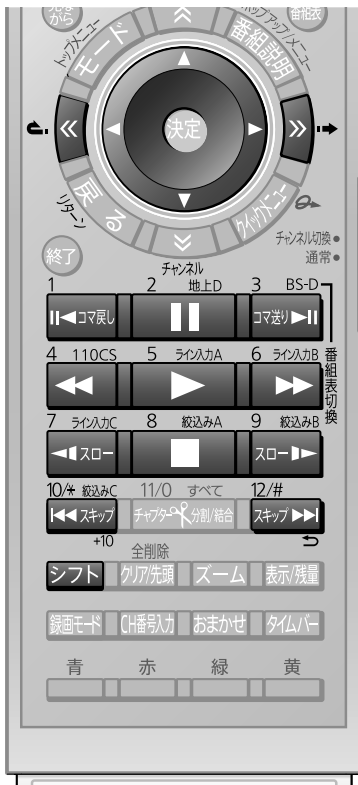 がら
番組表
トップメニュー
ポップアップ/メニュー
モード
番組説明
決定
戻る
リターン
クイックメニュー
チャンネル切換●
通常●
終了
チャンネル
1 2 地上D 3 BS-D
コマ戻し コマ送り
番組表切換
4 110CS 5 ライン入力A 6 ライン入力B
7 ライン入力C 8 絞込みA 9 絞込みB
スロー スロー
10/* 絞込みC 11/0 すべて 12/#
スキップ チャプター 分割/結合 スキップ
+10
全削除
シフト クリア/先頭 ズーム 表示/残量
録画モード CH番号入力 おまかせ タイムバー
青 赤 緑 黄